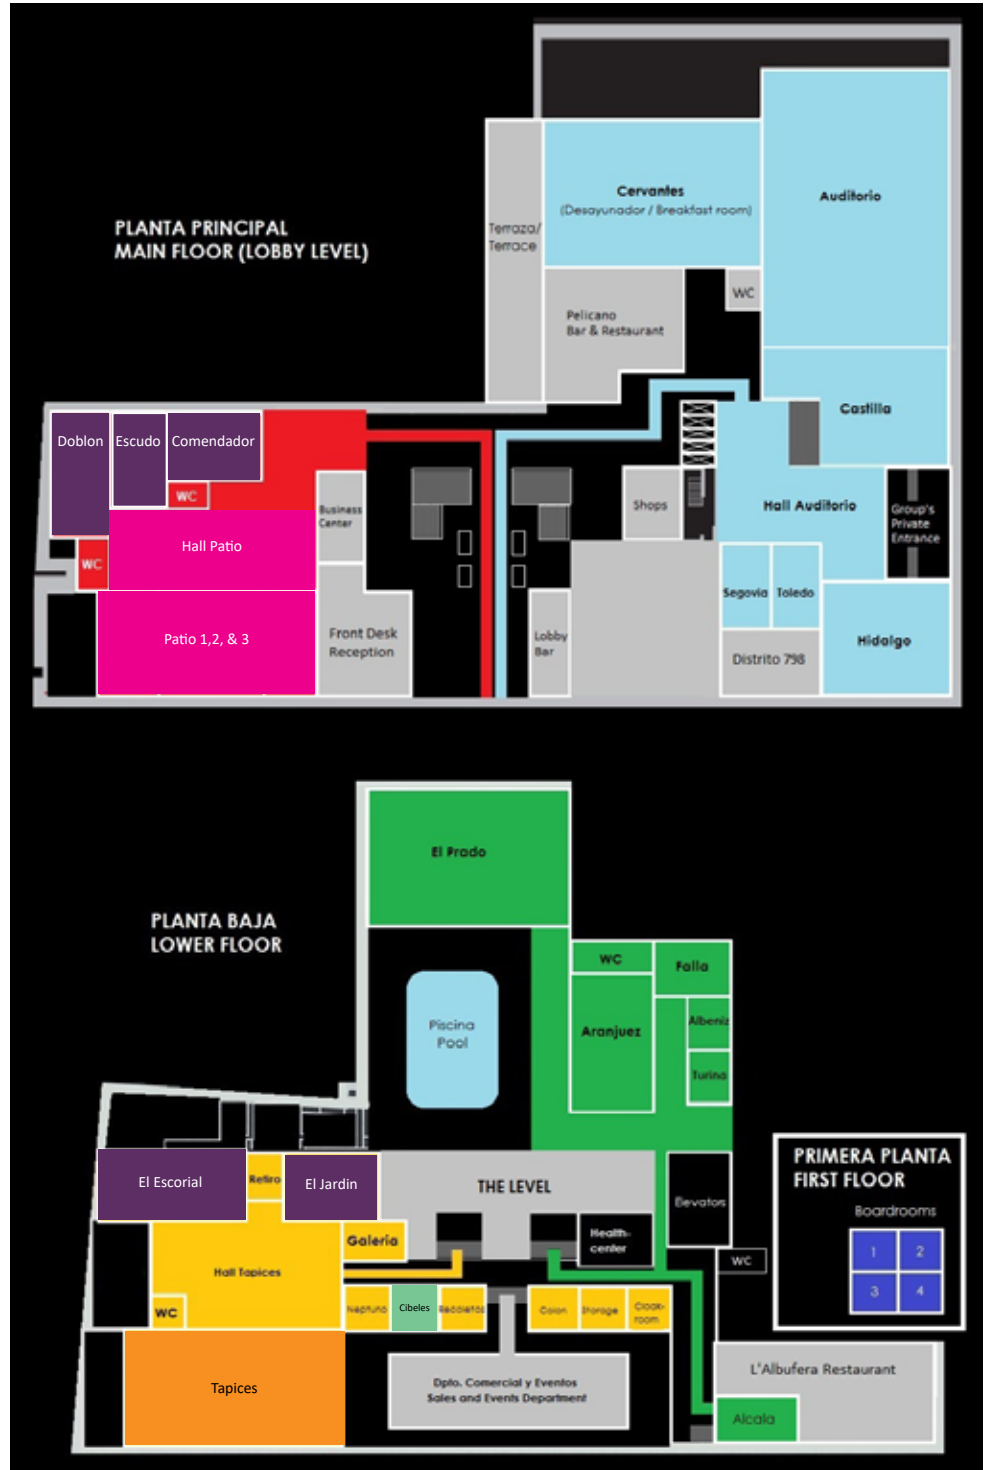 PLANTA PRINCIPAL
MAIN FLOOR (LOBBY LEVEL)
Cervantes
(Desayunador / Breakfast room)
Auditorio
Terraza/
Terrace
WC
Pelicano
Bar & Restaurant
Castilla
Doblon
Escudo
Comendador
WC
Business
Center
Shops
Hall Auditorio
Group's
Private
Entrance
Hall Patio
WC
Segovia
Toledo
Patio 1,2, & 3
Front Desk
Reception
Lobby
Bar
Hidalgo
Distrito 798
El Prado
PLANTA BAJA
LOWER FLOOR
WC
Falla
Piscina
Pool
Aranjuez
Albeniz
Turina
El Escorial
Retiro
El Jardin
THE LEVEL
Elevators
PRIMERA PLANTA
FIRST FLOOR
Boardrooms
1
2
3
4
Galería
Health-
center
WC
Hall Tapices
WC
Neptuno
Cibeles
Recoletos
Colon
Storage
Cloak-
room
Tapices
Dpto. Comercial y Eventos
Sales and Events Department
L'Albufera Restaurant
Alcala